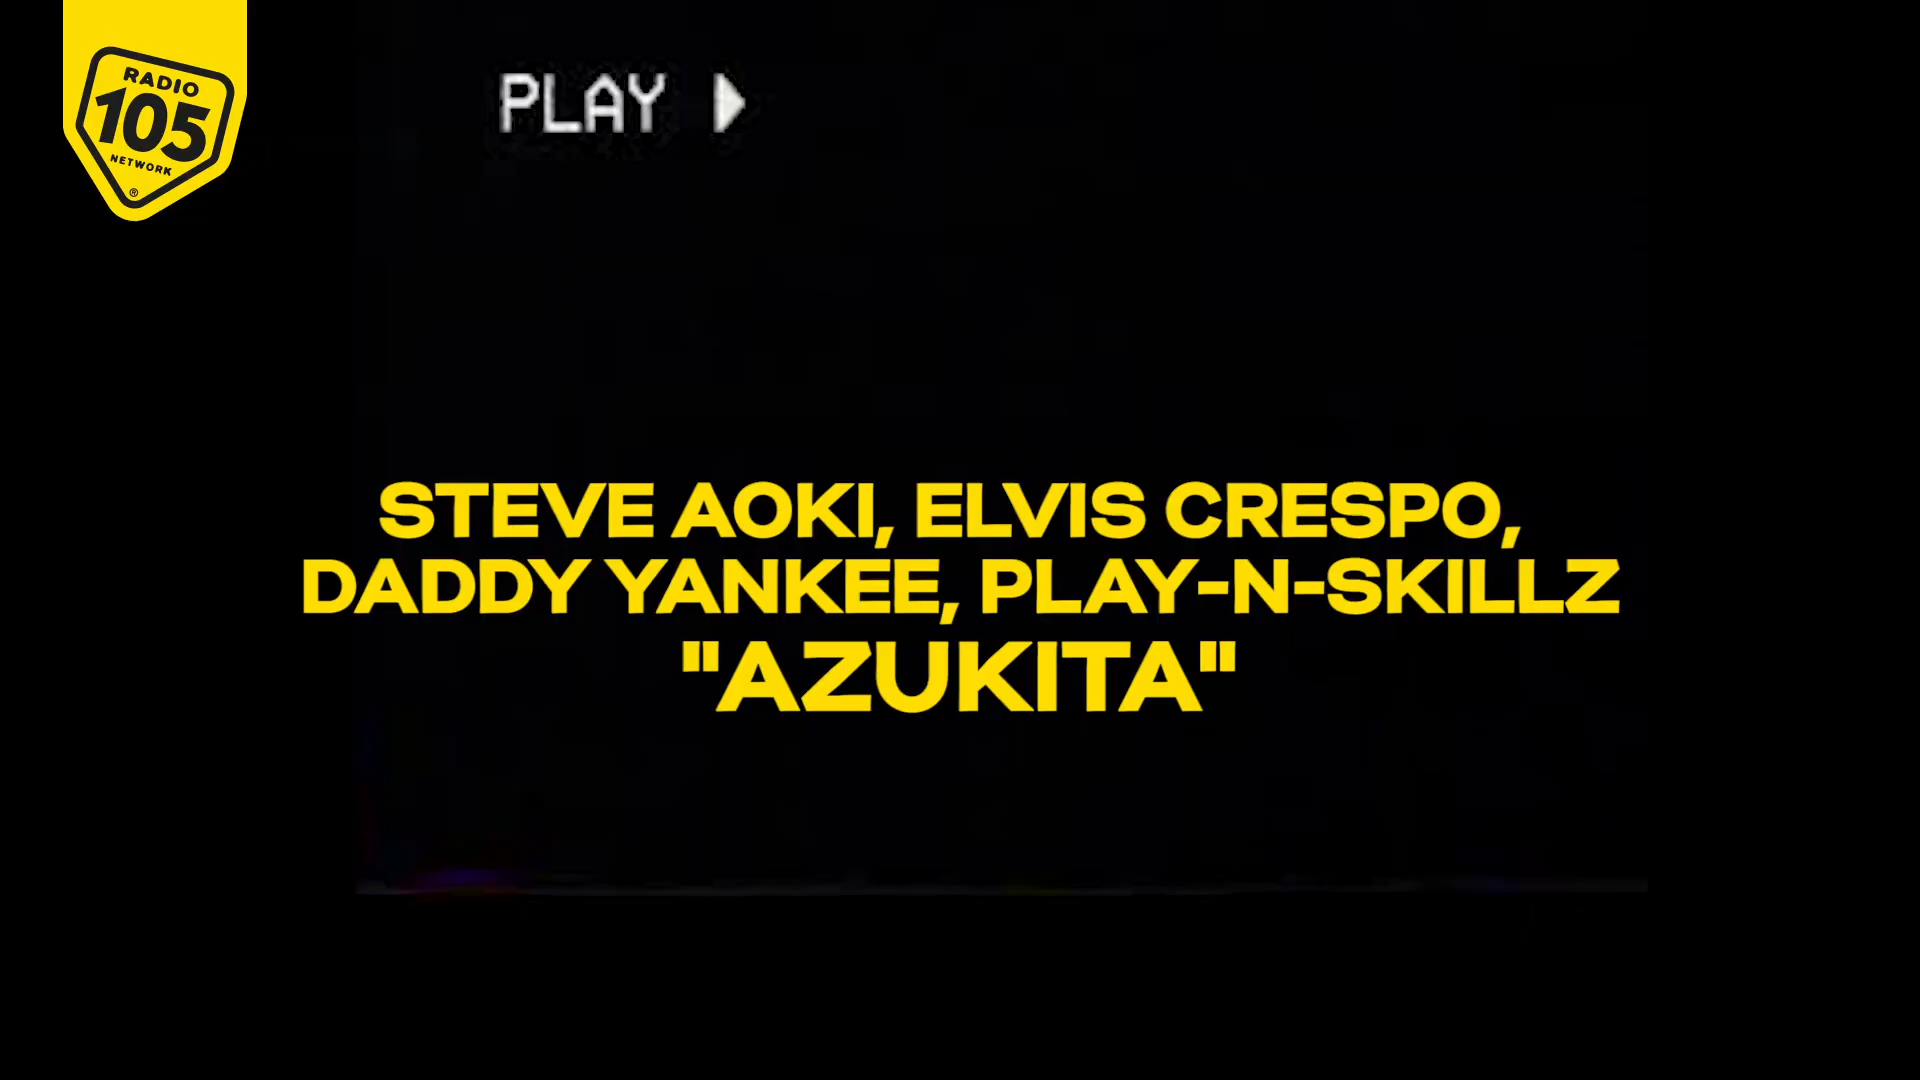 RADIO
105
NETWORK
®
PLAY
STEVE AOKI, ELVIS CRESPO,
DADDY YANKEE, PLAY-N-SKILLZ
"AZUKITA"